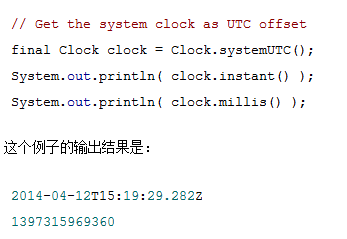 // Get the system clock as UTC offset
final Clock clock = Clock.systemUTC();
System.out.println( clock.instant() );
System.out.println( clock.millis() );
这个例子的输出结果是:
2014-04-12T15:19:29.282Z
1397315969360